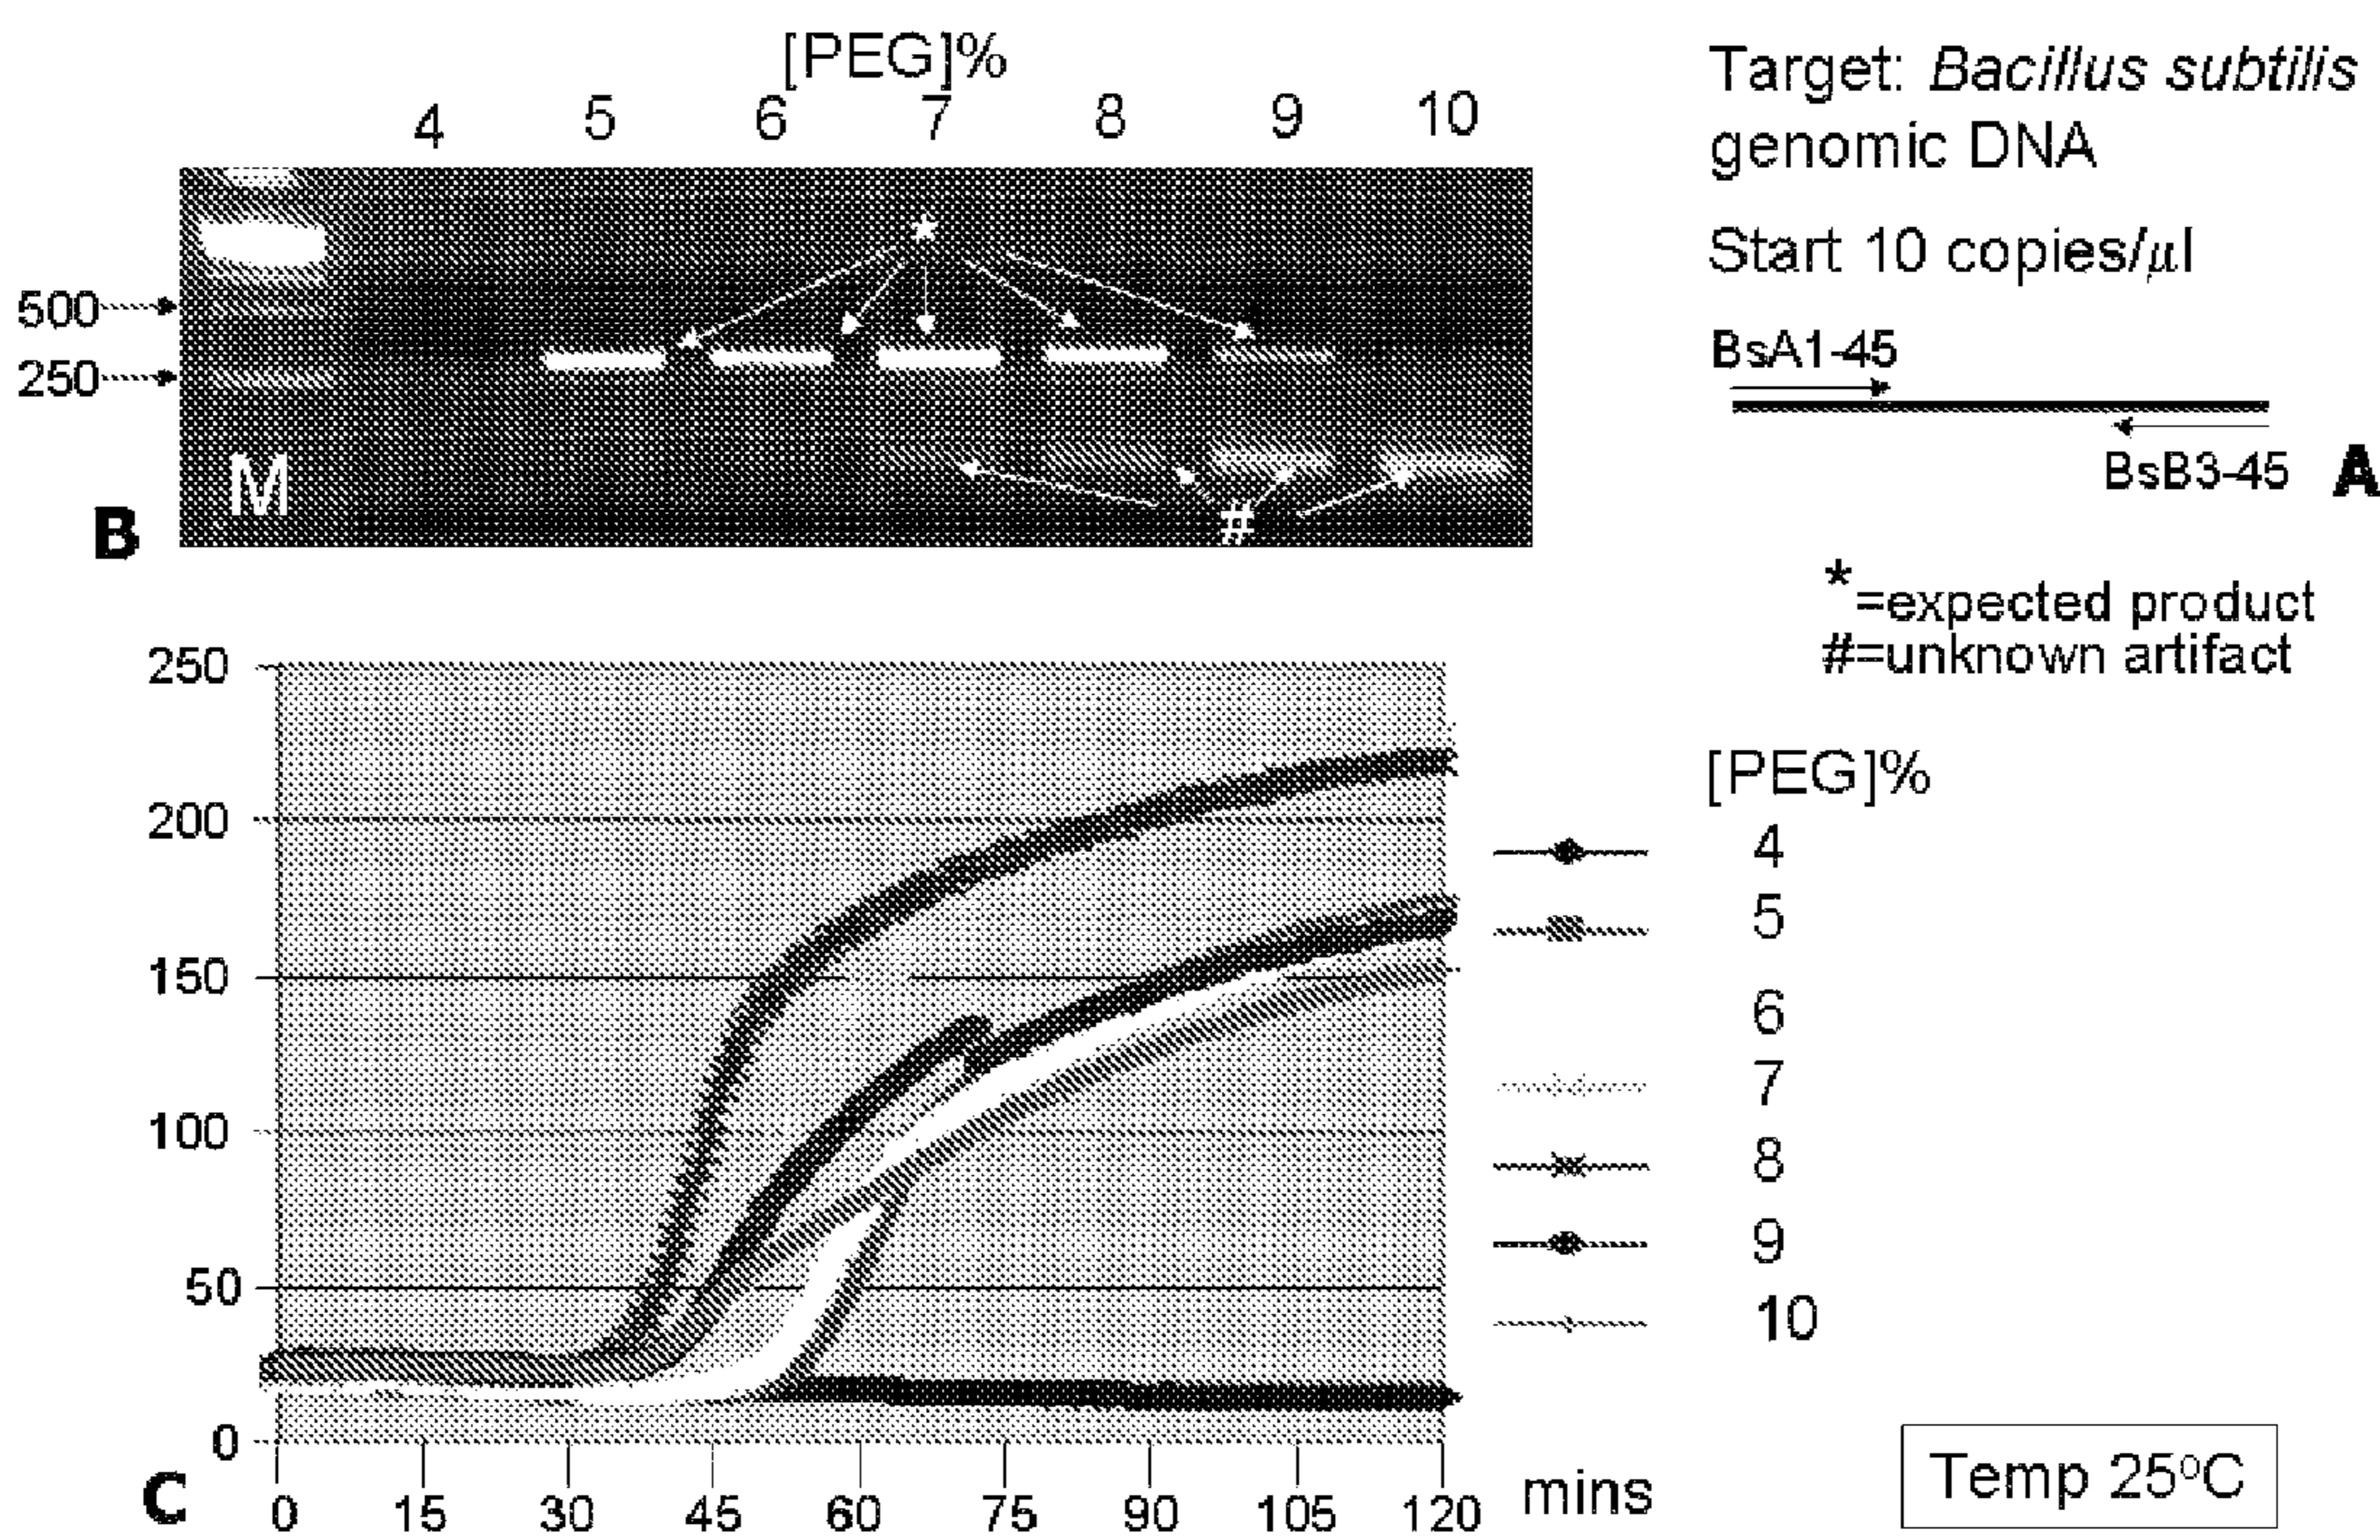 [PEG]%
4 5 6 7 8 9 10
*
500
250
M
#
B
Target: Bacillus subtilis
genomic DNA
Start 10 copies/μl
BsA1-45
BsB3-45
A
*=expected product
#=unknown artifact
250
200
150
100
50
0
0 15 30 45 60 75 90 105 120 mins
C
[PEG]%
4
5
6
7
8
9
10
Temp 25°C